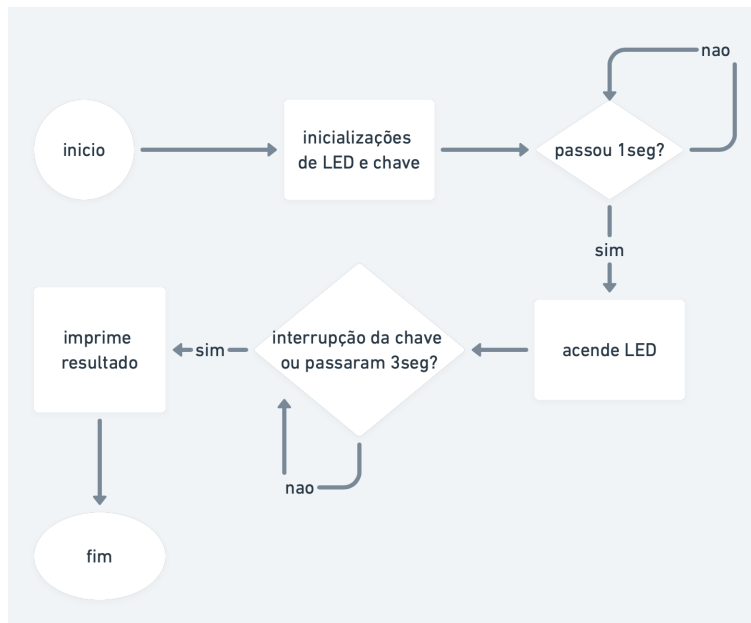 inicio
inicializações
de LED e chave
passou 1seg?
nao
sim
acende LED
interrupção da chave
ou passaram 3seg?
nao
sim
imprime
resultado
fim